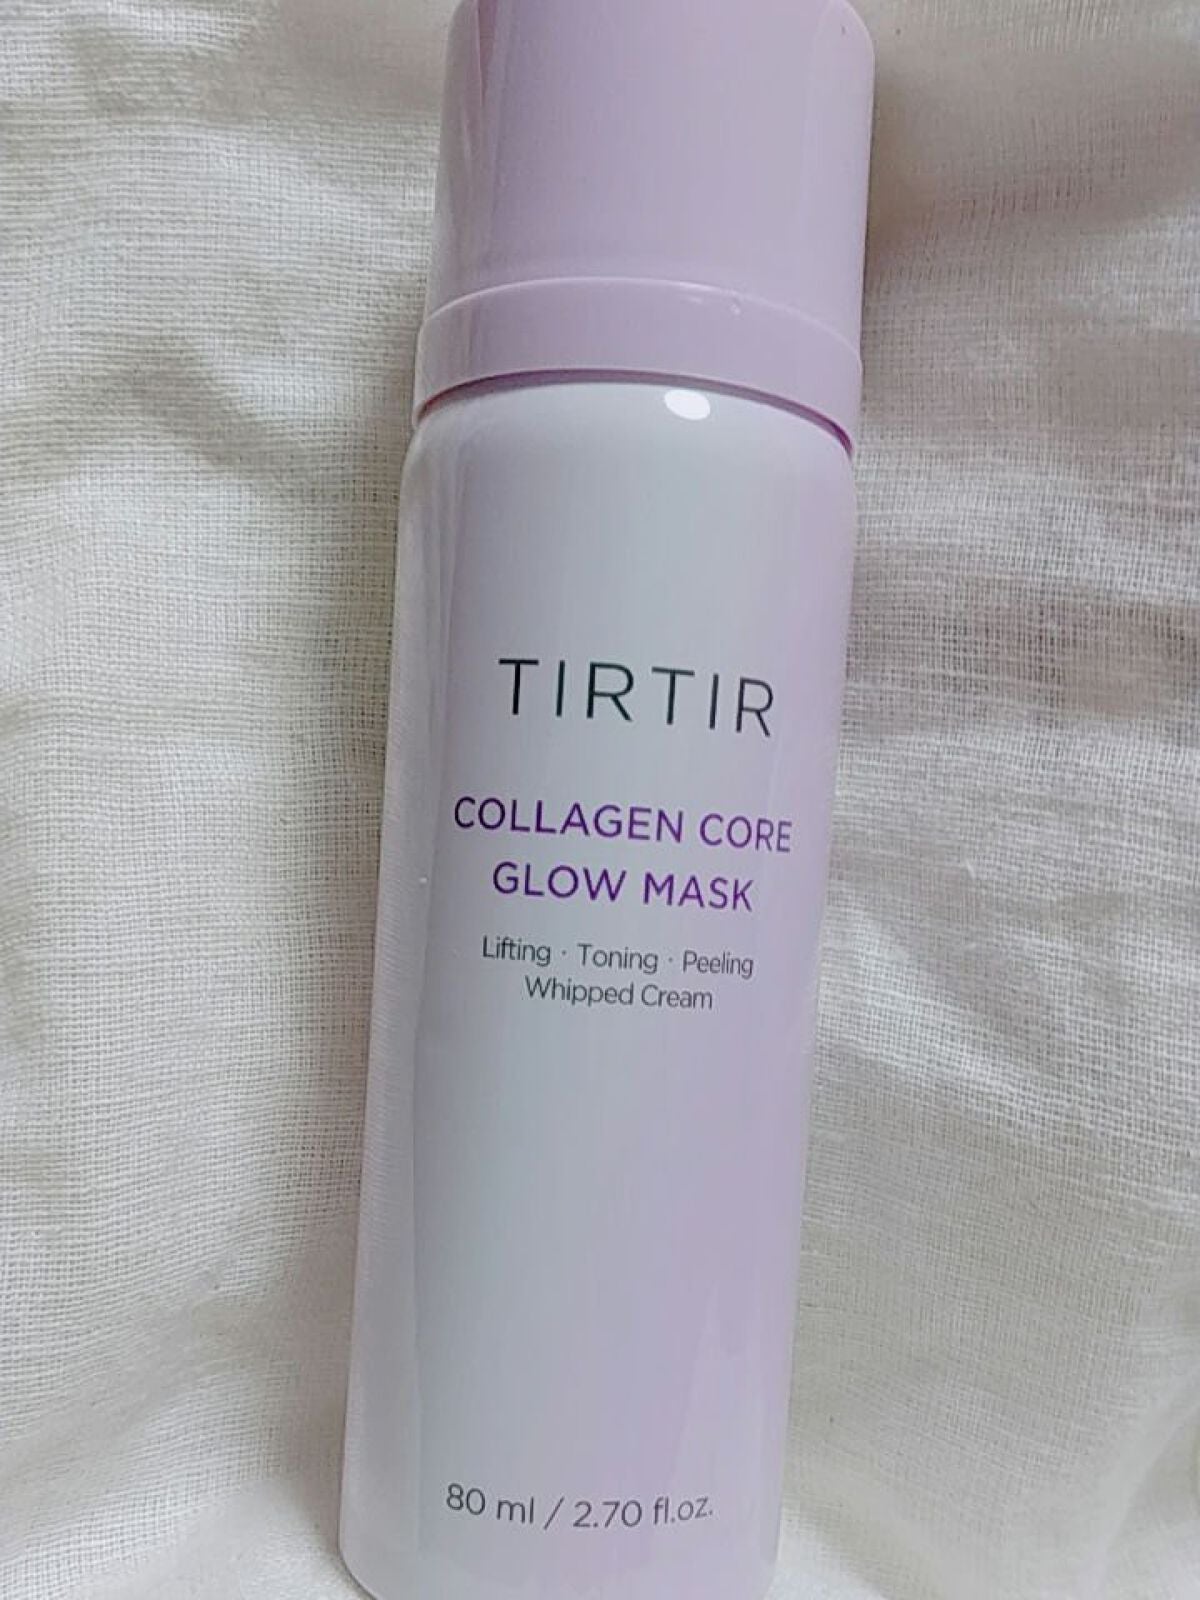 TIRTIR
COLLAGEN CORE
GLOW MASK
Lifting · Toning · Peeling
Whipped Cream
80 ml / 2.70 fl.oz.